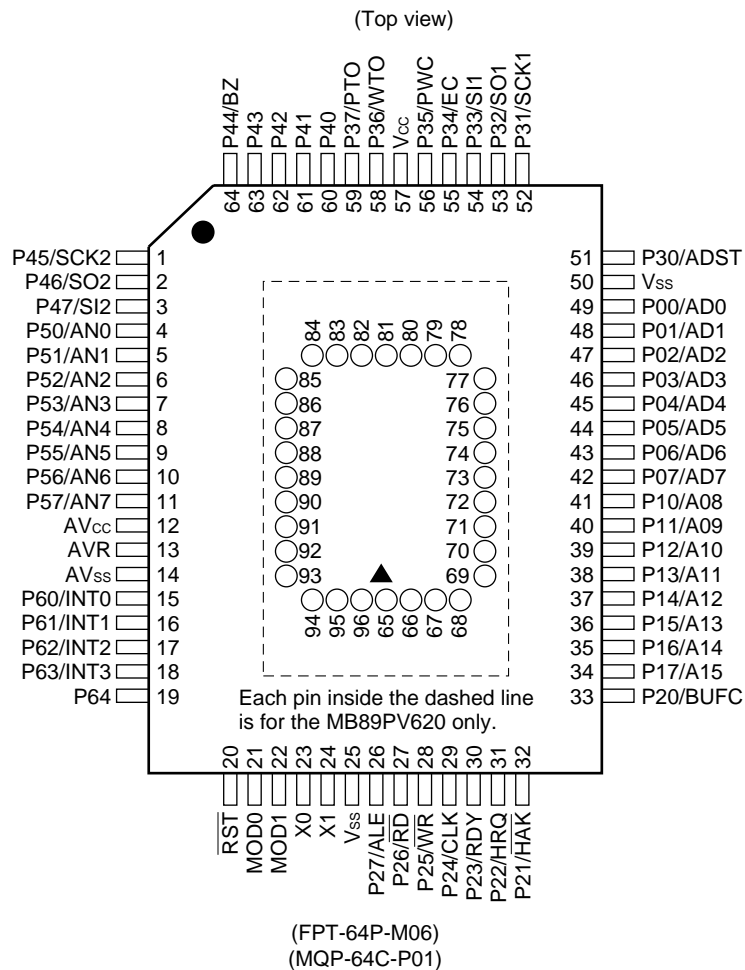 (Top view)
P44/BZ
P43
P42
P41
P40
P37/PTO
P36/WTO
Vcc
P35/PWC
P34/EC
P33/SI1
P32/SO1
P31/SCK1
64
63
62
61
60
59
58
57
56
55
54
53
52
P45/SCK2 1
P46/SO2 2
P47/SI2 3
P50/AN0 4
P51/AN1 5
P52/AN2 6
P53/AN3 7
P54/AN4 8
P55/AN5 9
P56/AN6 10
P57/AN7 11
AVcc 12
AVR 13
AVss 14
P60/INT0 15
P61/INT1 16
P62/INT2 17
P63/INT3 18
P64 19
84
83
82
81
80
79
78
85
86
87
88
89
90
91
92
93
77
76
75
74
73
72
71
70
69
94
95
96
65
66
67
68
Each pin inside the dashed line
is for the MB89PV620 only.
51 P30/ADST
50 Vss
49 P00/AD0
48 P01/AD1
47 P02/AD2
46 P03/AD3
45 P04/AD4
44 P05/AD5
43 P06/AD6
42 P07/AD7
41 P10/A08
40 P11/A09
39 P12/A10
38 P13/A11
37 P14/A12
36 P15/A13
35 P16/A14
34 P17/A15
33 P20/BUFC
20
21
22
23
24
25
26
27
28
29
30
31
32
RST
MOD0
MOD1
X0
X1
Vss
P27/ALE
P26/RD
P25/WR
P24/CLK
P23/RDY
P22/HRQ
P21/HAK
(FPT-64P-M06)
(MQP-64C-P01)